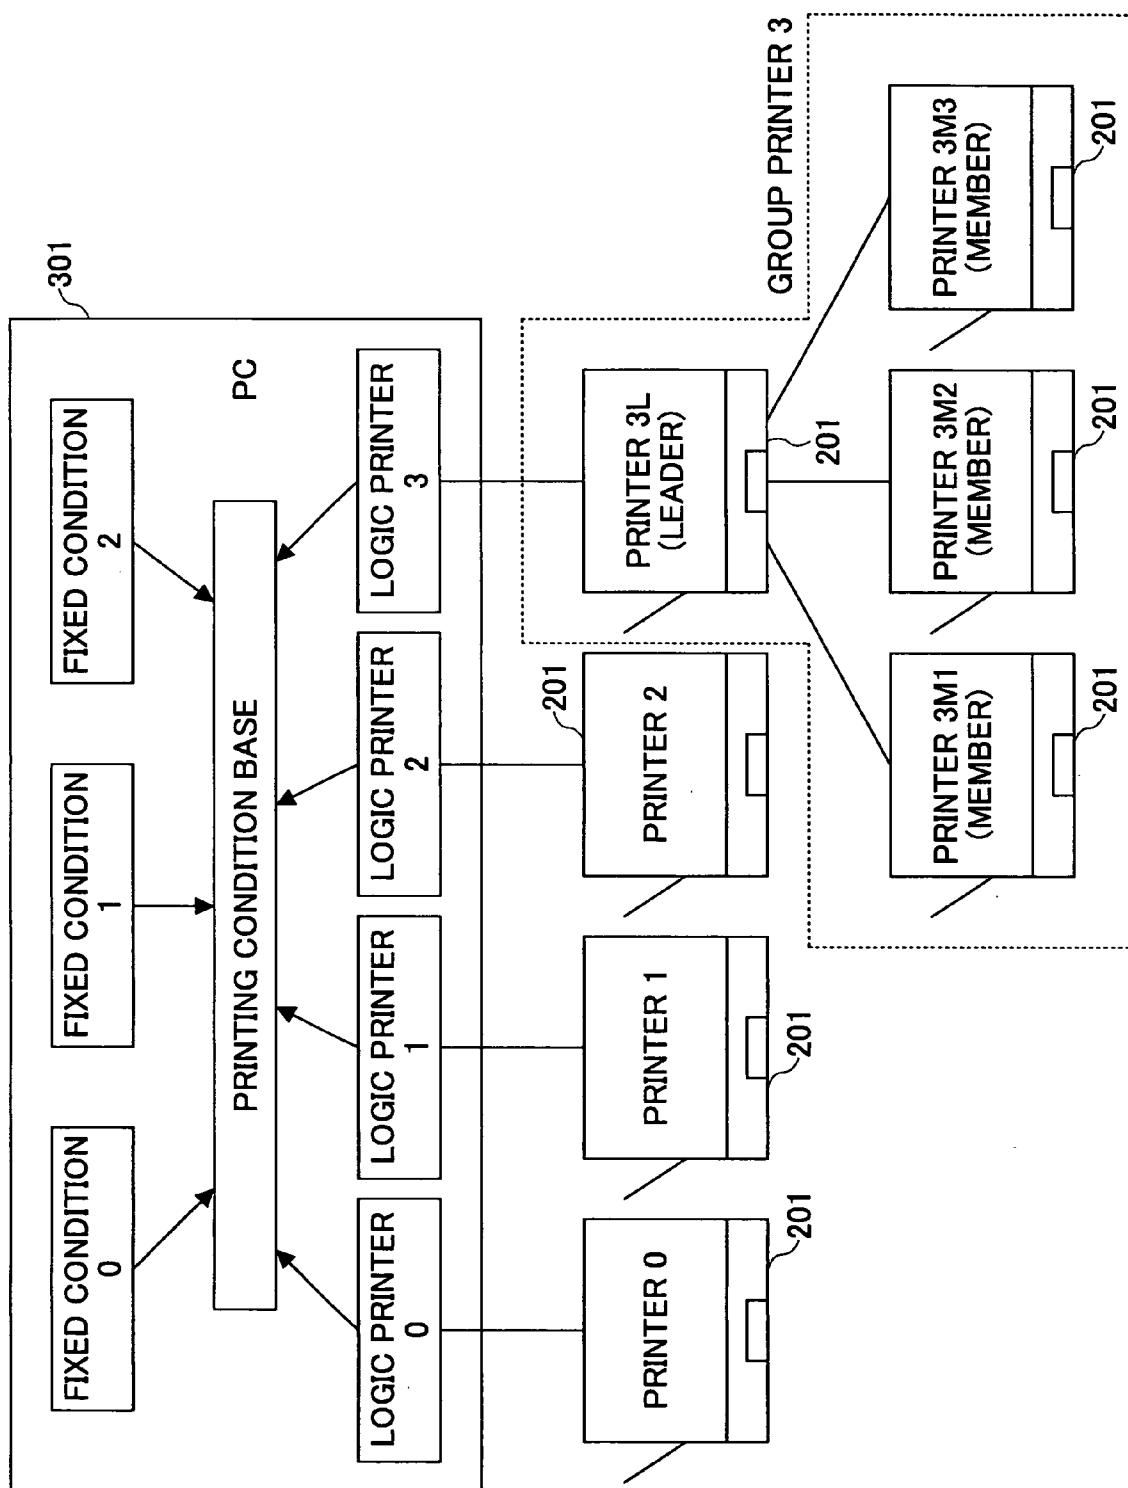 301
FIXED CONDITION
0
FIXED CONDITION
1
FIXED CONDITION
2
PRINTING CONDITION BASE
PC
LOGIC PRINTER
0
LOGIC PRINTER
1
LOGIC PRINTER
2
LOGIC PRINTER
3
PRINTER 0
201
PRINTER 1
201
PRINTER 2
201
PRINTER 3L
(LEADER)
201
GROUP PRINTER 3
PRINTER 3M1
(MEMBER)
201
PRINTER 3M2
(MEMBER)
201
PRINTER 3M3
(MEMBER)
201